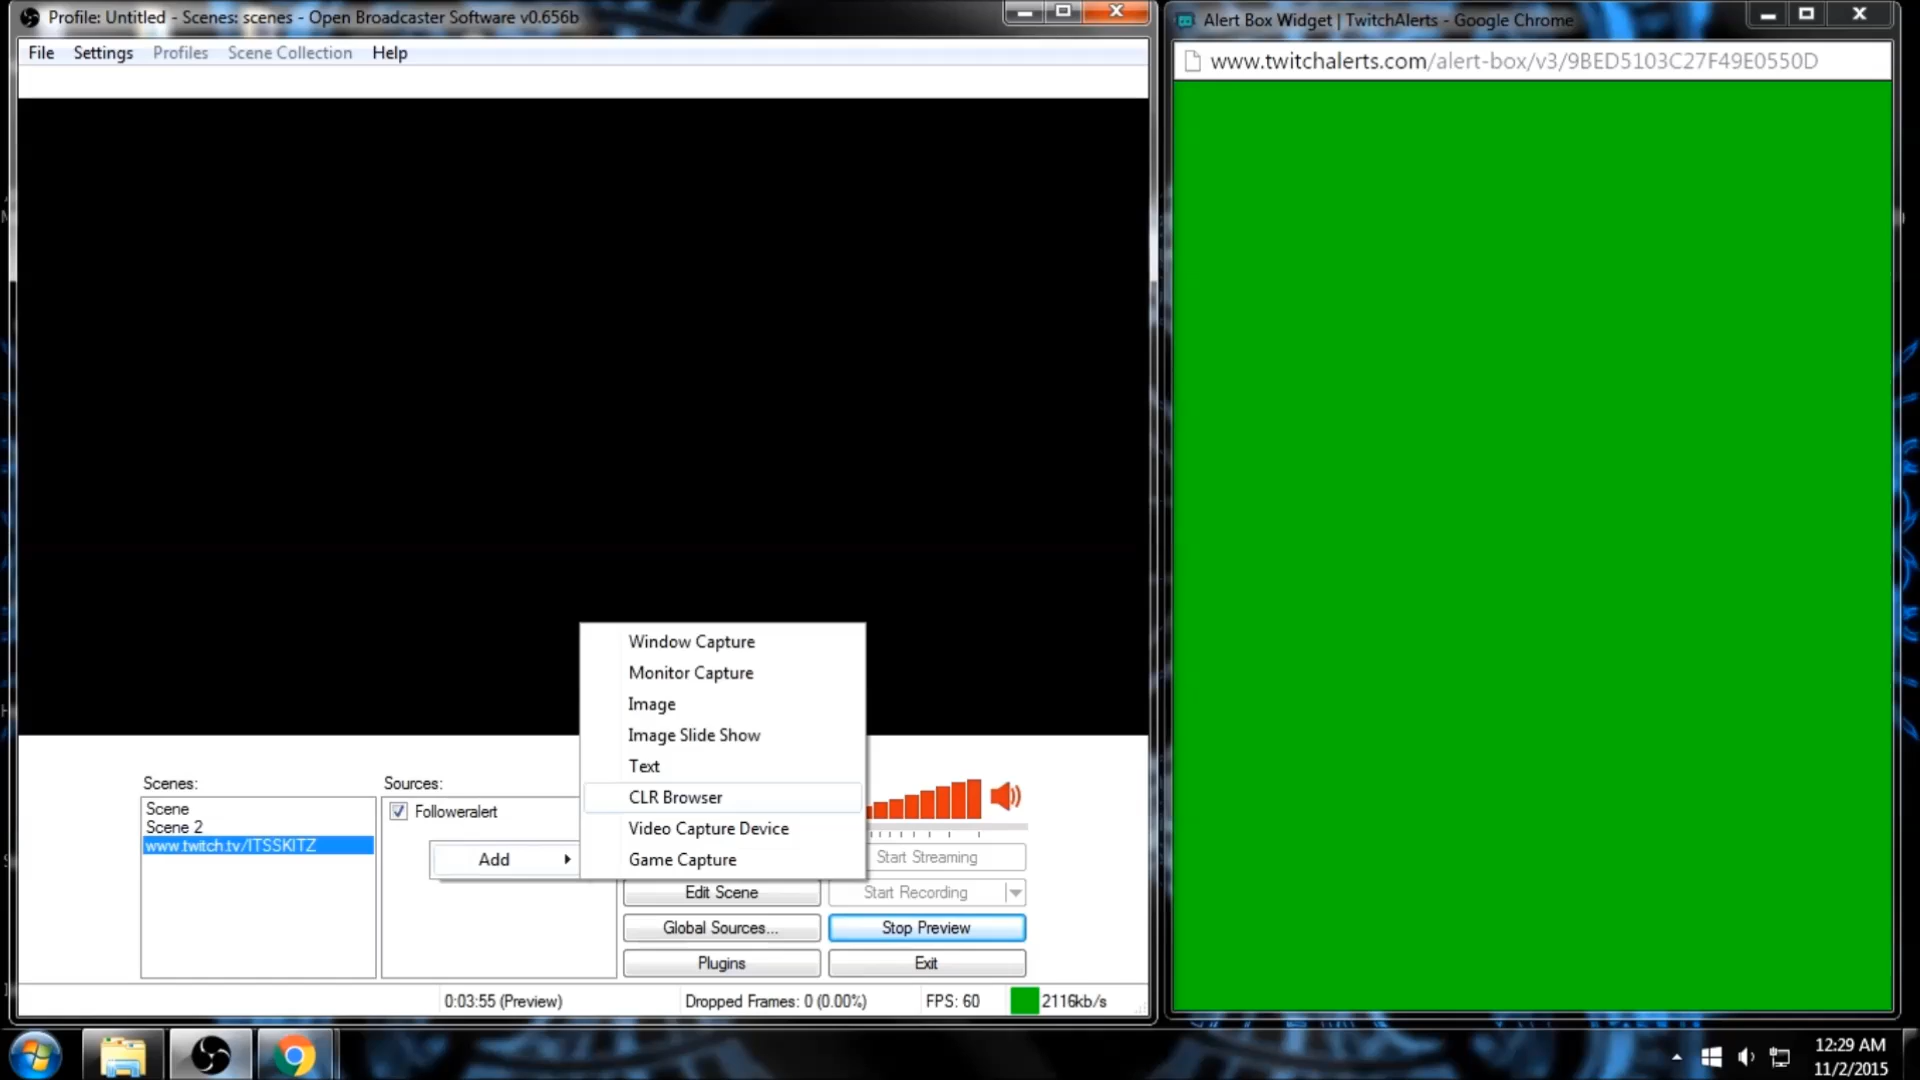 Profile: Untitled - Scenes: scenes - Open Broadcaster Software v0.656b
File Settings Profiles Scene Collection Help
Alert Box Widget | TwitchAlerts - Google Chrome
www.twitchalerts.com/alert-box/v3/9BED5103C27F49E0550D
Window Capture
Monitor Capture
Image
Image Slide Show
Text
CLR Browser
Video Capture Device
Game Capture
Scenes:
Scene
Scene 2
www.twitch.tv/ITSSKITZ
Sources:
Followeralert
Add
Edit Scene
Global Sources...
Plugins
Start Streaming
Start Recording
Stop Preview
Exit
0:03:55 (Preview)
Dropped Frames: 0 (0.00%)
FPS: 60
2116kb/s
12:29 AM
11/2/2015